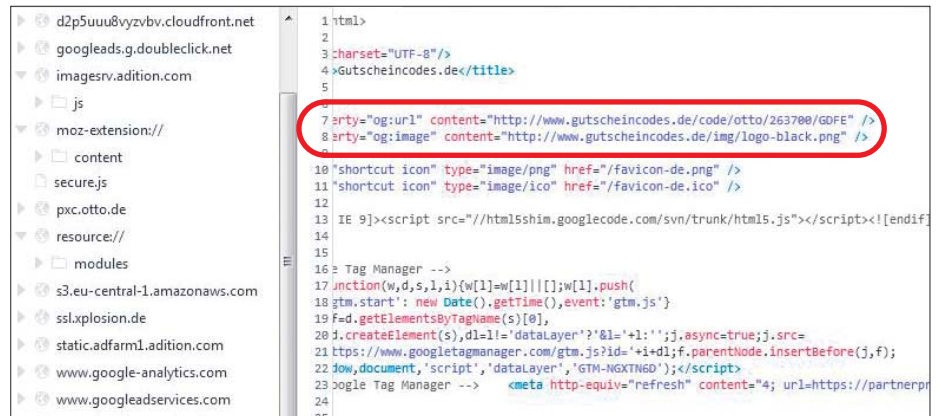 d2p5uuu8vyzvbv.cloudfront.net
googleads.g.doubleclick.net
imagesrv.adition.com
js
moz-extension://
content
secure.js
pxc.otto.de
resource://
modules
s3.eu-central-1.amazonaws.com
ssl.xplosion.de
static.adfarm1.adition.com
www.google-analytics.com
www.googleadservices.com
1 html>
2
3 charset="UTF-8"/>
4 >Gutscheincodes.de</title>
5
6
7 erty="og:url" content="http://www.gutscheincodes.de/code/otto/263700/GDFE" />
8 erty="og:image" content="http://www.gutscheincodes.de/img/logo-black.png" />
9
10 "shortcut icon" type="image/png" href="/favicon-de.png" />
11 "shortcut icon" type="image/ico" href="/favicon-de.ico" />
12
13 IE 9]><script src="//html5shim.googlecode.com/svn/trunk/html5.js"></script><![endif]
14
15
16 e Tag Manager -->
17 unction(w,d,s,l,i){w[l]=w[l]||[];w[l].push(
18 gtm.start': new Date().getTime(),event:'gtm.js'}
19 f=d.getElementsByTagName(s)[0],
20 d.createElement(s),dl=l!='dataLayer'?'&l='+l:'';j.async=true;j.src=
21 ttps://www.googletagmanager.com/gtm.js?id='+i+dl;f.parentNode.insertBefore(j,f);
22 dow,document,'script','dataLayer','GTM-NGXTN6D');</script>
23 oogle Tag Manager --> <meta http-equiv="refresh" content="4; url=https://partnerpr
24
25